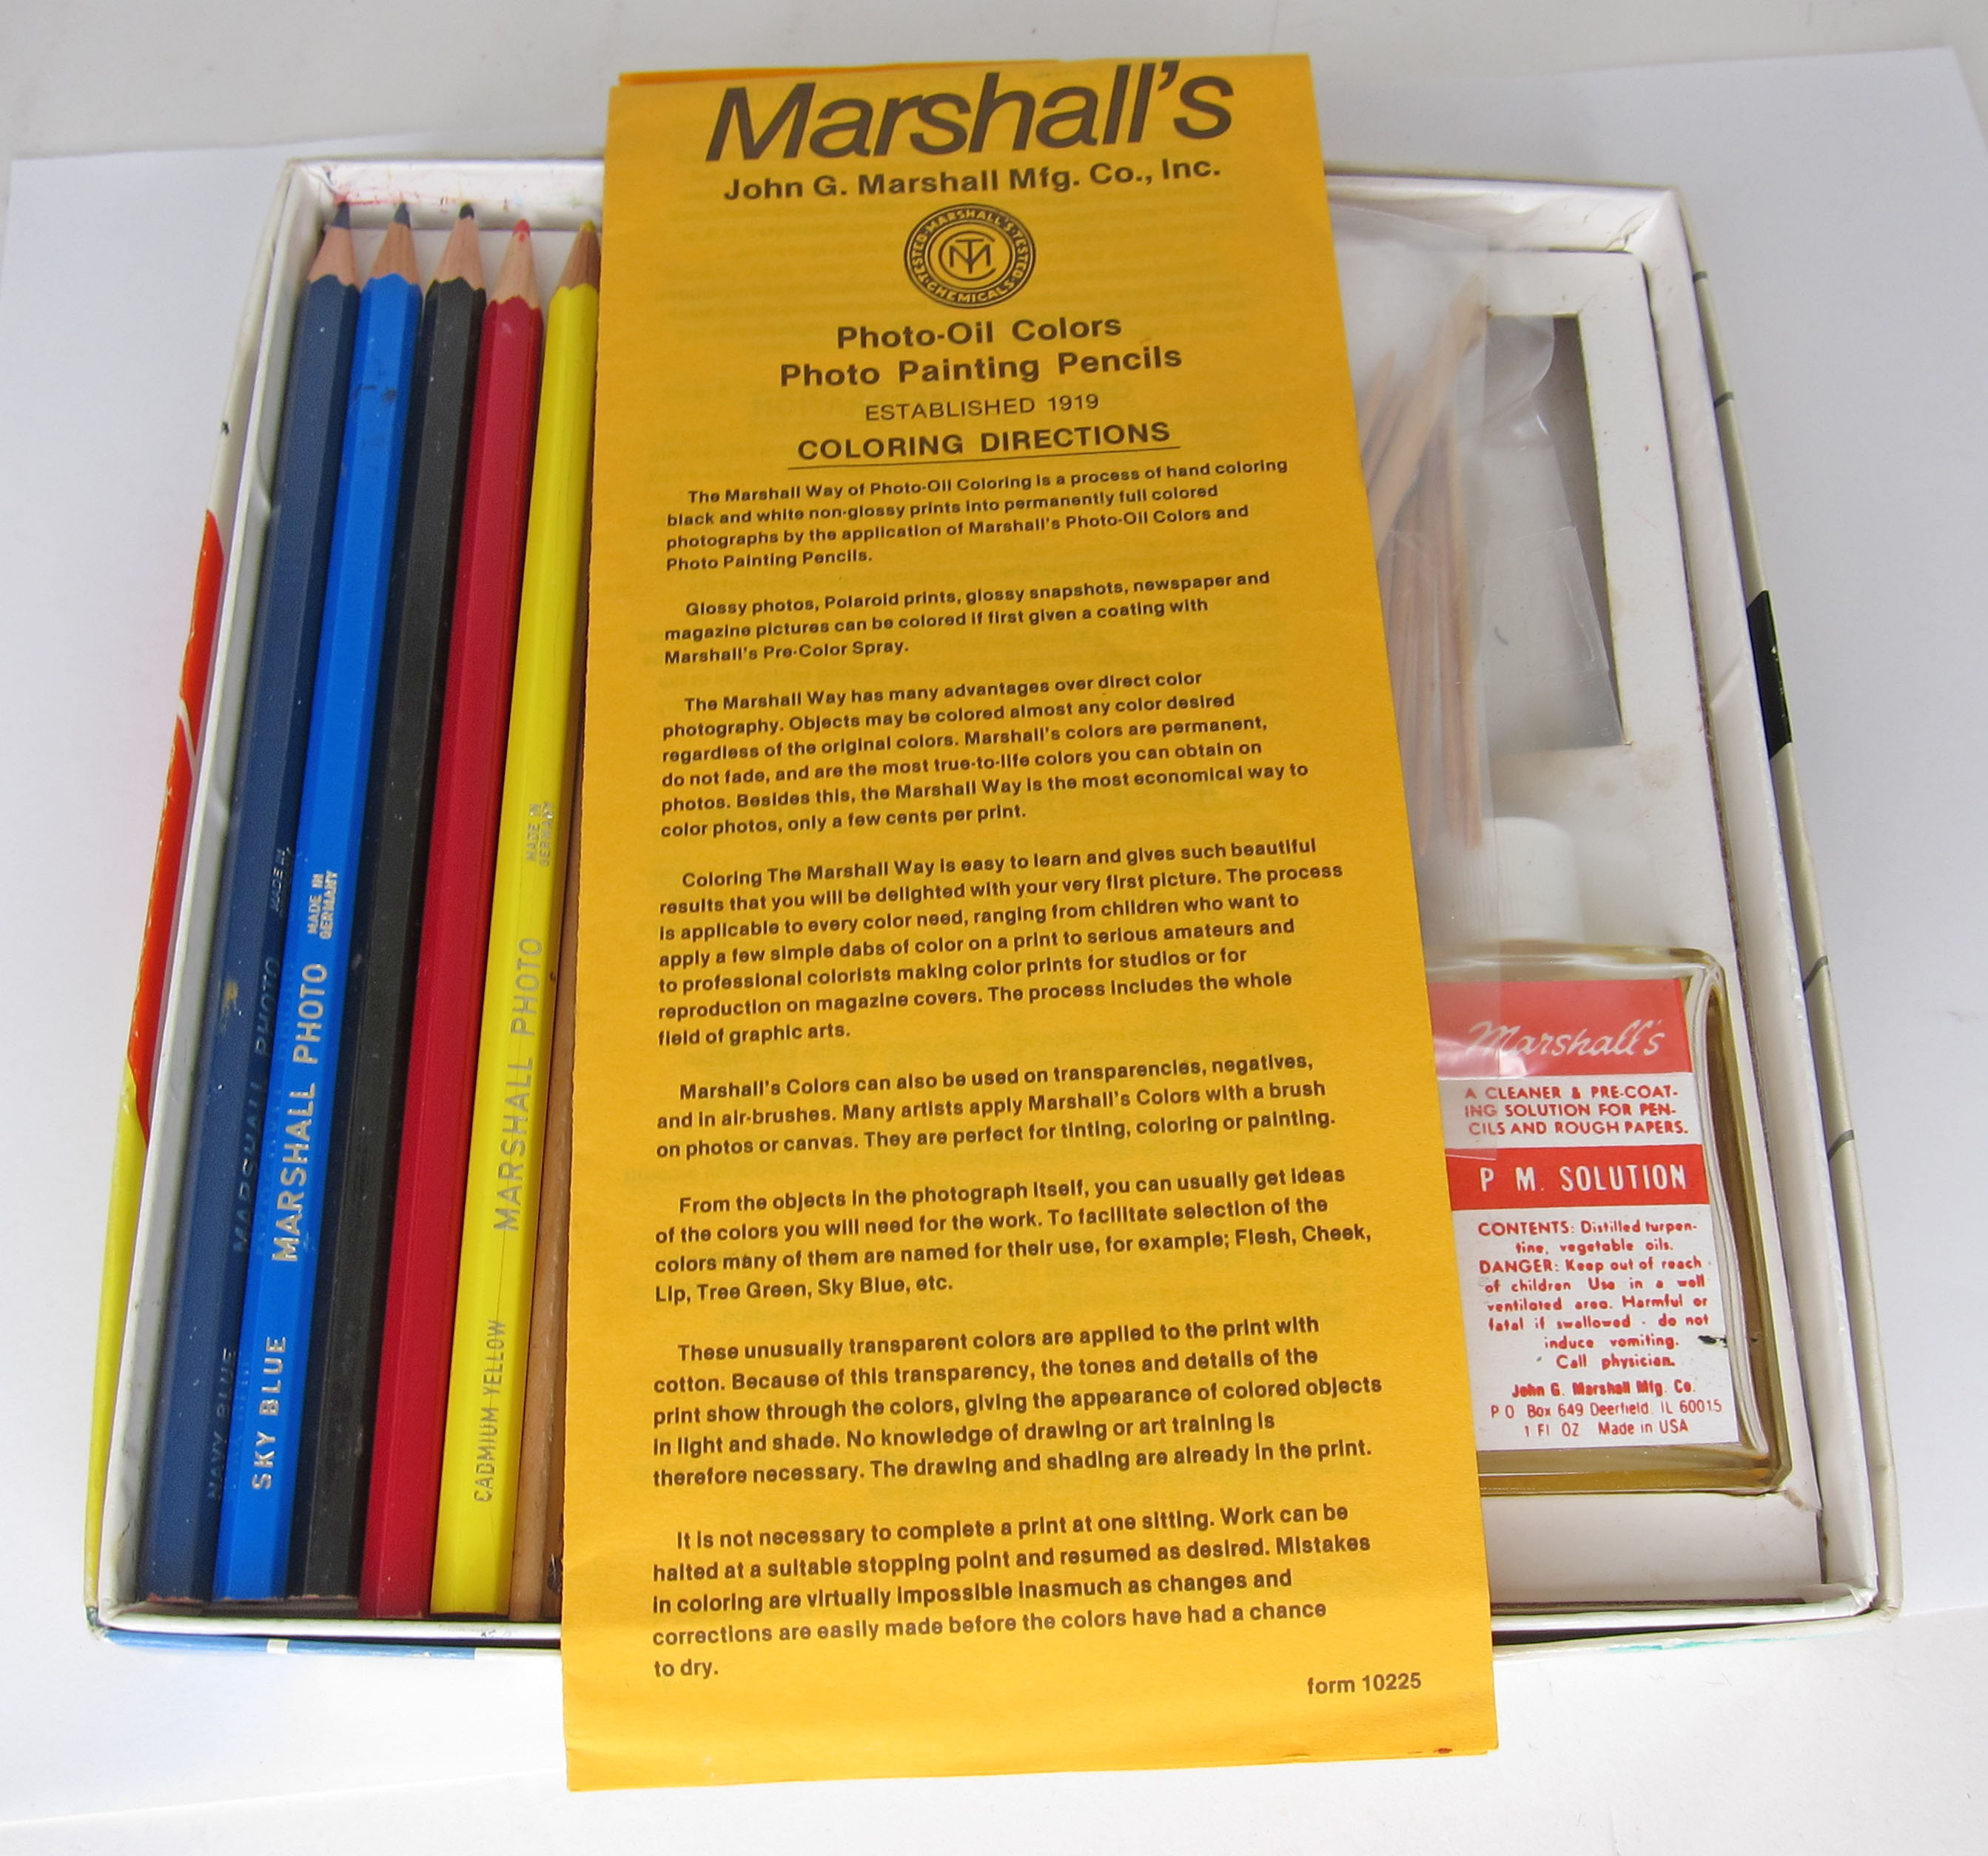 Marshall's
John G. Marshall Mfg. Co., Inc.
MARSHALL'S TESTED CHEMICALS TESTED
MTC
Photo-Oil Colors
Photo Painting Pencils
ESTABLISHED 1919
COLORING DIRECTIONS
The Marshall Way of Photo-Oil Coloring is a process of hand coloring
black and white non-glossy prints into permanently full colored
photographs by the application of Marshall's Photo-Oil Colors and
Photo Painting Pencils.
Glossy photos, Polaroid prints, glossy snapshots, newspaper and
magazine pictures can be colored if first given a coating with
Marshall's Pre-Color Spray.
The Marshall Way has many advantages over direct color
photography. Objects may be colored almost any color desired
regardless of the original colors. Marshall's colors are permanent,
do not fade, and are the most true-to-life colors you can obtain on
photos. Besides this, the Marshall Way is the most economical way to
color photos, only a few cents per print.
Coloring The Marshall Way is easy to learn and gives such beautiful
results that you will be delighted with your very first picture. The process
is applicable to every color need, ranging from children who want to
apply a few simple dabs of color on a print to serious amateurs and
to professional colorists making color prints for studios or for
reproduction on magazine covers. The process includes the whole
field of graphic arts.
Marshall's Colors can also be used on transparencies, negatives,
and in air-brushes. Many artists apply Marshall's Colors with a brush
on photos or canvas. They are perfect for tinting, coloring or painting.
From the objects in the photograph itself, you can usually get ideas
of the colors you will need for the work. To facilitate selection of the
colors many of them are named for their use, for example; Flesh, Cheek,
Lip, Tree Green, Sky Blue, etc.
These unusually transparent colors are applied to the print with
cotton. Because of this transparency, the tones and details of the
print show through the colors, giving the appearance of colored objects
in light and shade. No knowledge of drawing or art training is
therefore necessary. The drawing and shading are already in the print.
It is not necessary to complete a print at one sitting. Work can be
halted at a suitable stopping point and resumed as desired. Mistakes
in coloring are virtually impossible inasmuch as changes and
corrections are easily made before the colors have had a chance
to dry.
form 10225
NAVY BLUE MARSHALL PHOTO MADE IN
SKY BLUE MARSHALL PHOTO MADE IN
GERMANY
CADMIUM YELLOW MARSHALL PHOTO MADE IN
GERMANY
Marshall's
A CLEANER & PRE-COAT-
ING SOLUTION FOR PEN-
CILS AND ROUGH PAPERS.
P M. SOLUTION
CONTENTS: Distilled turpen-
tine, vegetable oils.
DANGER: Keep out of reach
of children Use in a well
ventilated area. Harmful or
fatal if swallowed - do not
induce vomiting.
Call physician.
John G. Marshall Mfg. Co.
P O Box 649 Deerfield, IL 60015
1 Fl OZ Made in USA